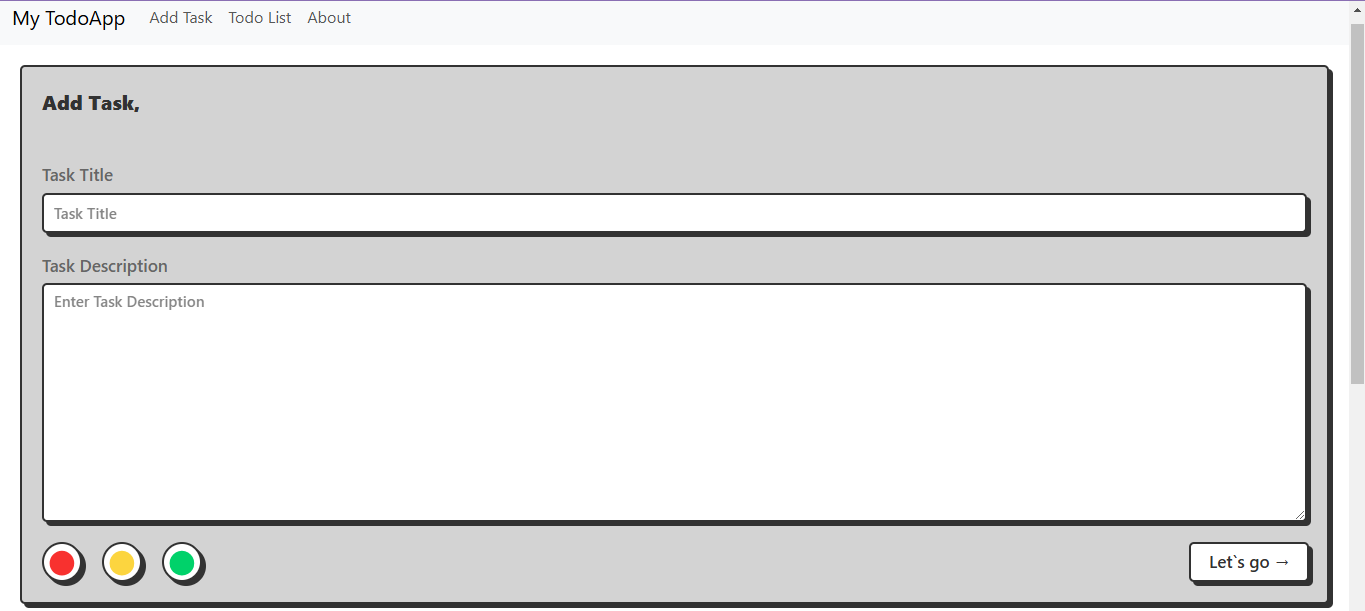 My TodoApp Add Task Todo List About
Add Task,
Task Title
Task Title
Task Description
Enter Task Description
Let`s go →